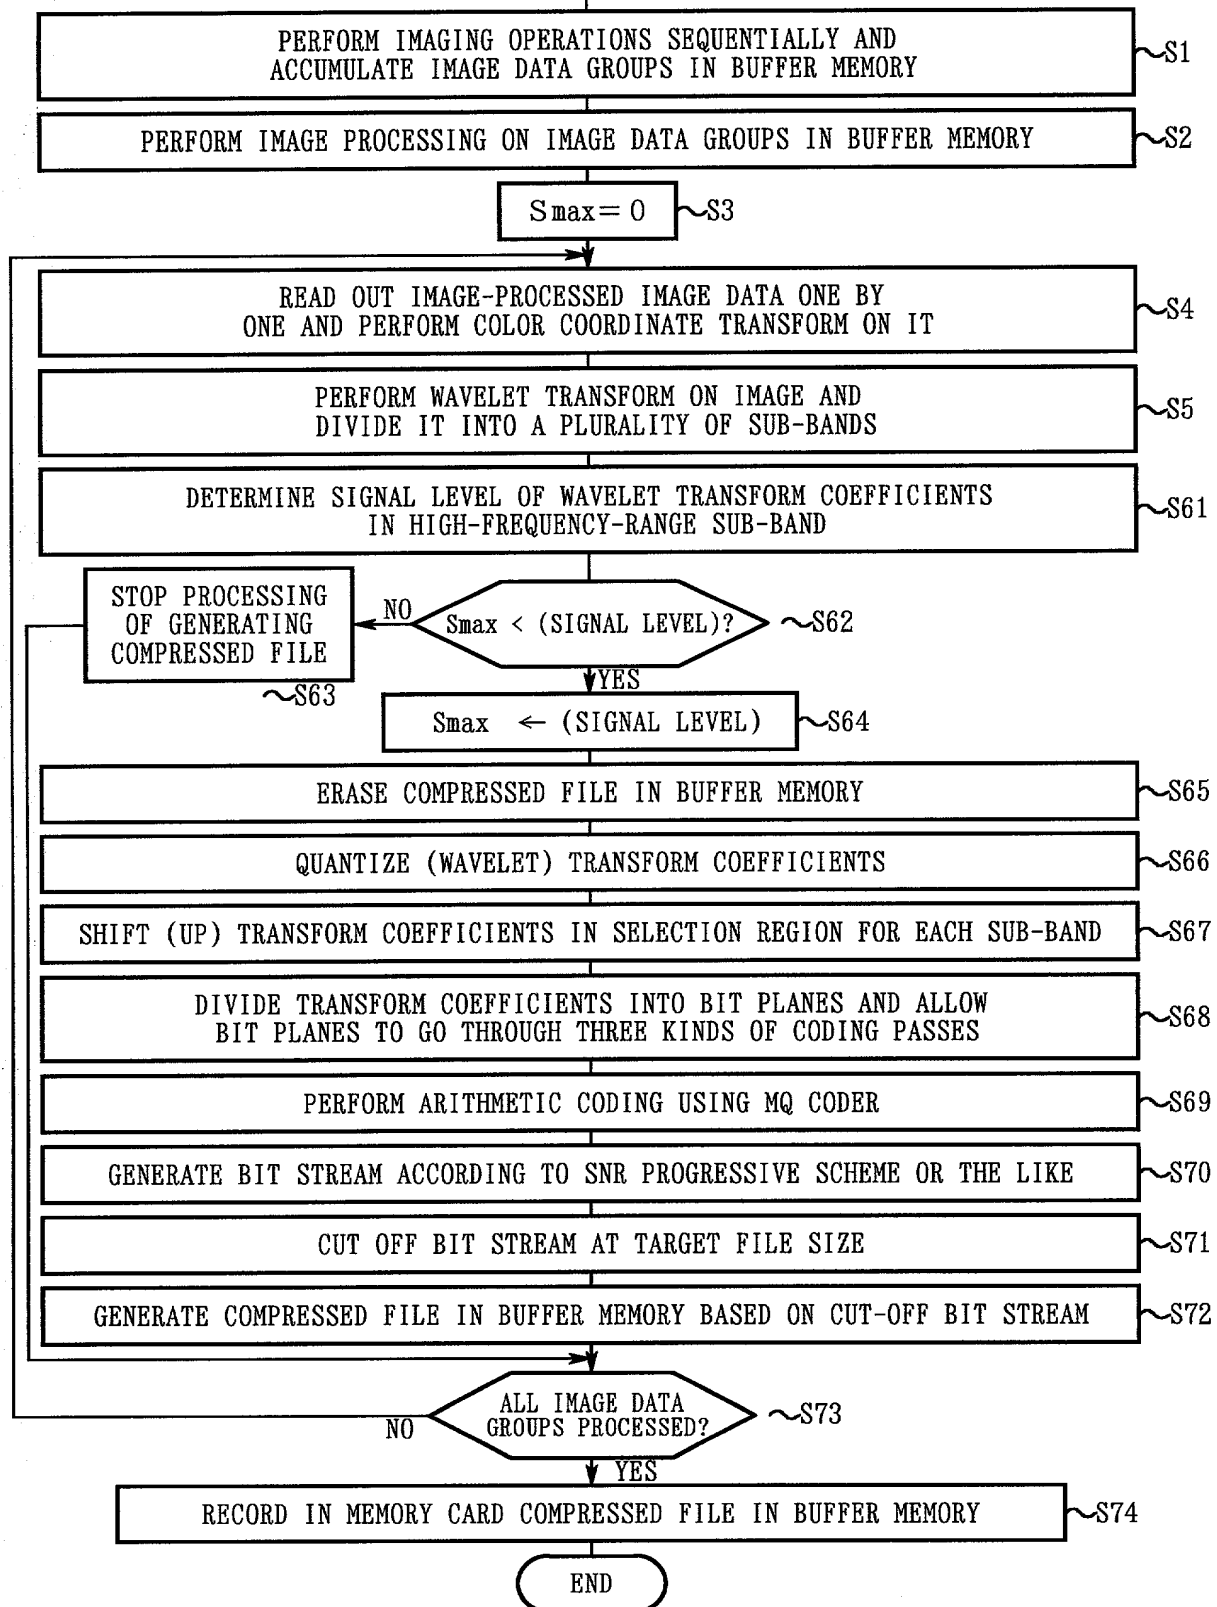 PERFORM IMAGING OPERATIONS SEQUENTIALLY AND
ACCUMULATE IMAGE DATA GROUPS IN BUFFER MEMORY
S1
PERFORM IMAGE PROCESSING ON IMAGE DATA GROUPS IN BUFFER MEMORY
S2
Smax=0
S3
READ OUT IMAGE-PROCESSED IMAGE DATA ONE BY
ONE AND PERFORM COLOR COORDINATE TRANSFORM ON IT
S4
PERFORM WAVELET TRANSFORM ON IMAGE AND
DIVIDE IT INTO A PLURALITY OF SUB-BANDS
S5
DETERMINE SIGNAL LEVEL OF WAVELET TRANSFORM COEFFICIENTS
IN HIGH-FREQUENCY-RANGE SUB-BAND
S61
STOP PROCESSING
OF GENERATING
COMPRESSED FILE
S63
NO
Smax < (SIGNAL LEVEL)?
S62
YES
Smax ← (SIGNAL LEVEL)
S64
ERASE COMPRESSED FILE IN BUFFER MEMORY
S65
QUANTIZE (WAVELET) TRANSFORM COEFFICIENTS
S66
SHIFT (UP) TRANSFORM COEFFICIENTS IN SELECTION REGION FOR EACH SUB-BAND
S67
DIVIDE TRANSFORM COEFFICIENTS INTO BIT PLANES AND ALLOW
BIT PLANES TO GO THROUGH THREE KINDS OF CODING PASSES
S68
PERFORM ARITHMETIC CODING USING MQ CODER
S69
GENERATE BIT STREAM ACCORDING TO SNR PROGRESSIVE SCHEME OR THE LIKE
S70
CUT OFF BIT STREAM AT TARGET FILE SIZE
S71
GENERATE COMPRESSED FILE IN BUFFER MEMORY BASED ON CUT-OFF BIT STREAM
S72
ALL IMAGE DATA
GROUPS PROCESSED?
S73
NO
YES
RECORD IN MEMORY CARD COMPRESSED FILE IN BUFFER MEMORY
S74
END